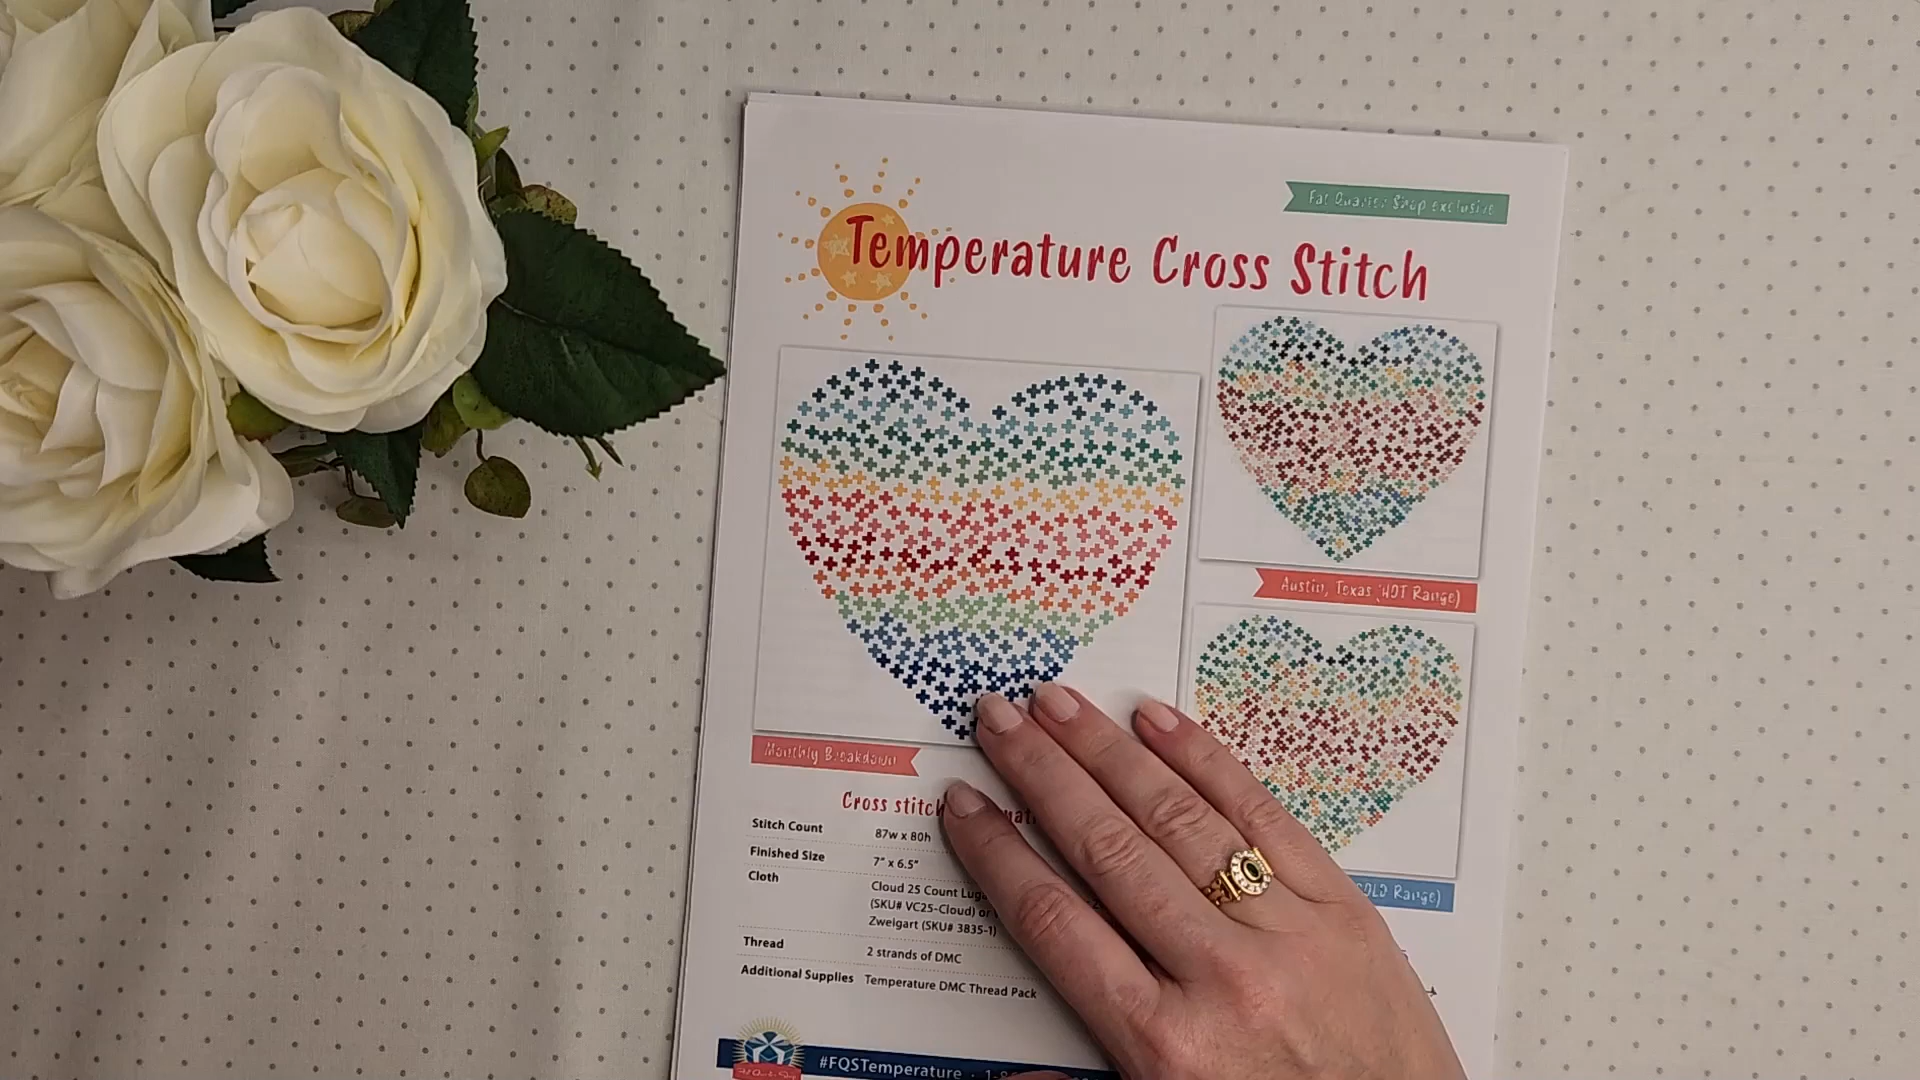 Fat Quarter Shop exclusive
Temperature Cross Stitch
Austin, Texas (HOT Range)
Monthly Breakdown
COLD Range)
Cross stitch
Stitch Count 87w x 80h
Finished Size 7" x 6.5"
Cloth Cloud 25 Count
(SKU# VC25-Cloud) or
Zweigart (SKU# 3835-1)
Thread 2 strands of DMC
Additional Supplies Temperature DMC Thread Pack
#FQSTemperature